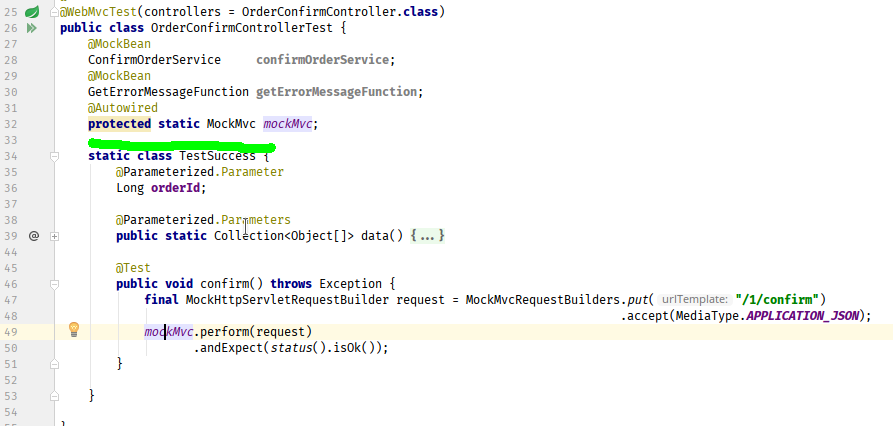 25 @WebMvcTest(controllers = OrderConfirmController.class)
26 public class OrderConfirmControllerTest {
27 @MockBean
28 ConfirmOrderService confirmOrderService;
29 @MockBean
30 GetErrorMessageFunction getErrorMessageFunction;
31 @Autowired
32 protected static MockMvc mockMvc;
33
34 static class TestSuccess {
35 @Parameterized.Parameter
36 Long orderId;
37
38 @Parameterized.Parameters
39 @ public static Collection<Object[]> data() {...}
44
45 @Test
46 public void confirm() throws Exception {
47 final MockHttpServletRequestBuilder request = MockMvcRequestBuilders.put( urlTemplate: "/1/confirm")
48 .accept(MediaType.APPLICATION_JSON);
49 mockMvc.perform(request)
50 .andExpect(status().isOk());
51 }
52
53 }
54